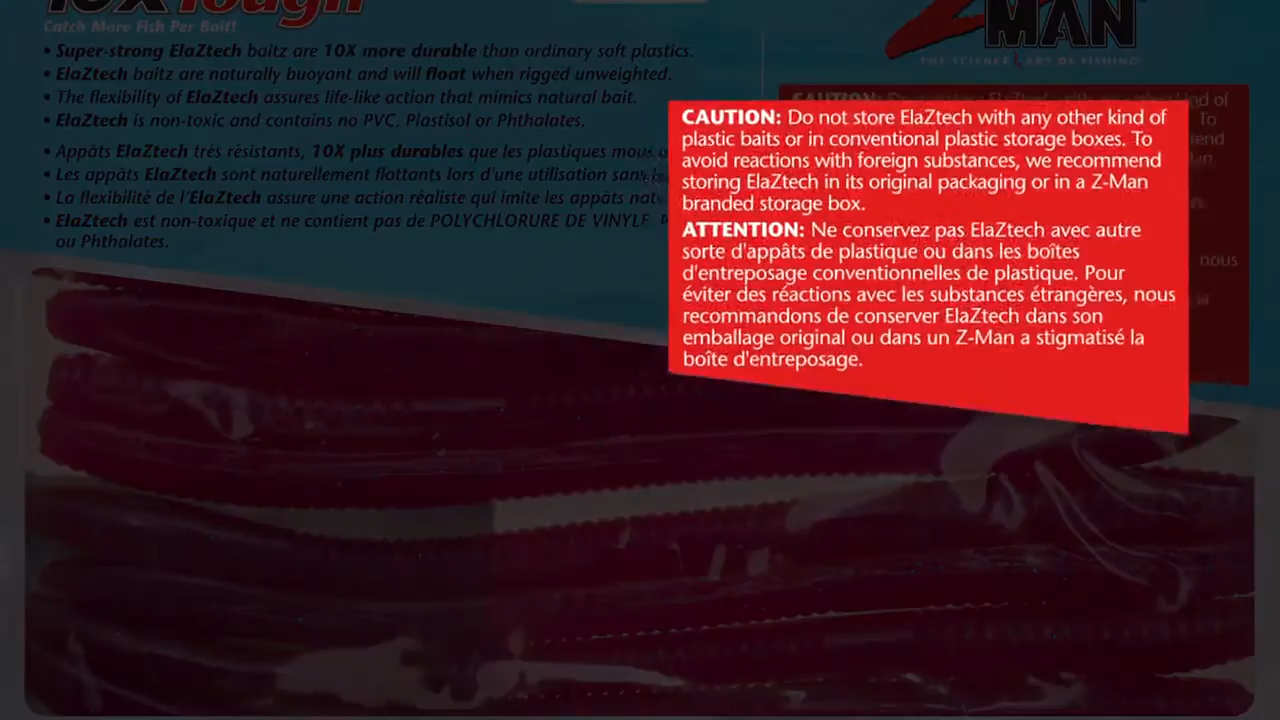 10X Tough
Catch More Fish Per Bait!
• Super-strong ElaZtech baitz are 10X more durable than ordinary soft plastics.
• ElaZtech baitz are naturally buoyant and will float when rigged unweighted.
• The flexibility of ElaZtech assures life-like action that mimics natural bait.
• ElaZtech is non-toxic and contains no PVC, Plastisol or Phthalates.
• Appâts ElaZtech trés résistants, 10X plus durables que les plastiques mous
• Les appâts ElaZtech sont naturellement flottants lors d'une utilisation sans
• La flexibilité de l'ElaZtech assure une action réaliste qui imite les appâts
• ElaZtech est non-toxique et ne contient pas de POLYCHLORURE DE VINYLE,
ou Phthalates.
Z-MAN
THE SCIENCE & ART OF FISHING
CAUTION: Do not store ElaZtech with any other kind of
plastic baits or in conventional plastic storage boxes. To
avoid reactions with foreign substances, we recommend
storing ElaZtech in its original packaging or in a Z-Man
branded storage box.
ATTENTION: Ne conservez pas ElaZtech avec autre
sorte d'appâts de plastique ou dans les boîtes
d'entreposage conventionnelles de plastique. Pour
éviter des réactions avec les substances étrangères, nous
recommandons de conserver ElaZtech dans son
emballage original ou dans un Z-Man a stigmatisé la
boîte d'entreposage.